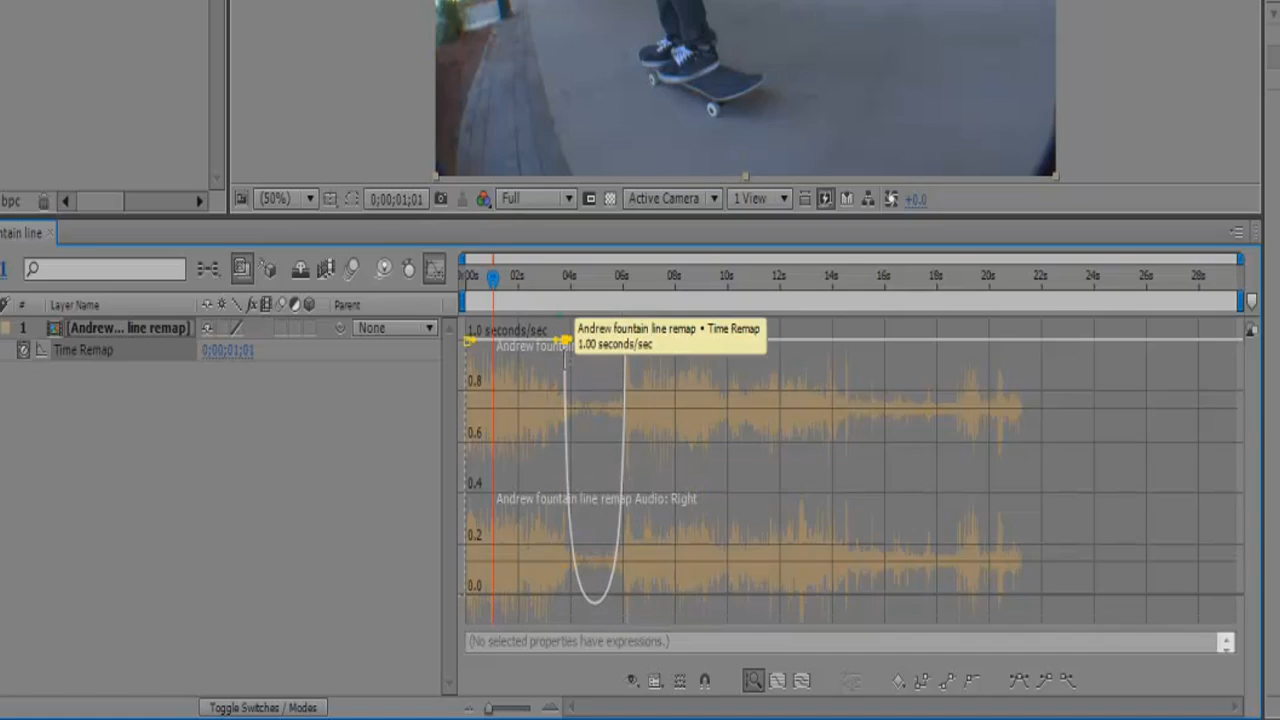 bpc
(50%)
0;00;01;01
Full
Active Camera
1 View
+0.0
ntain line
1
# Layer Name
Parent
1 [Andrew... line remap]
None
Time Remap
0;00;01;01
0:00s 02s 04s 06s 08s 10s 12s 14s 16s 18s 20s 22s 24s 26s 28s
1.0 seconds/sec
Andrew fountain line remap • Time Remap
1.00 seconds/sec
0.8
0.6
0.4
Andrew fountain line remap Audio: Right
0.2
0.0
(No selected properties have expressions.)
Toggle Switches / Modes